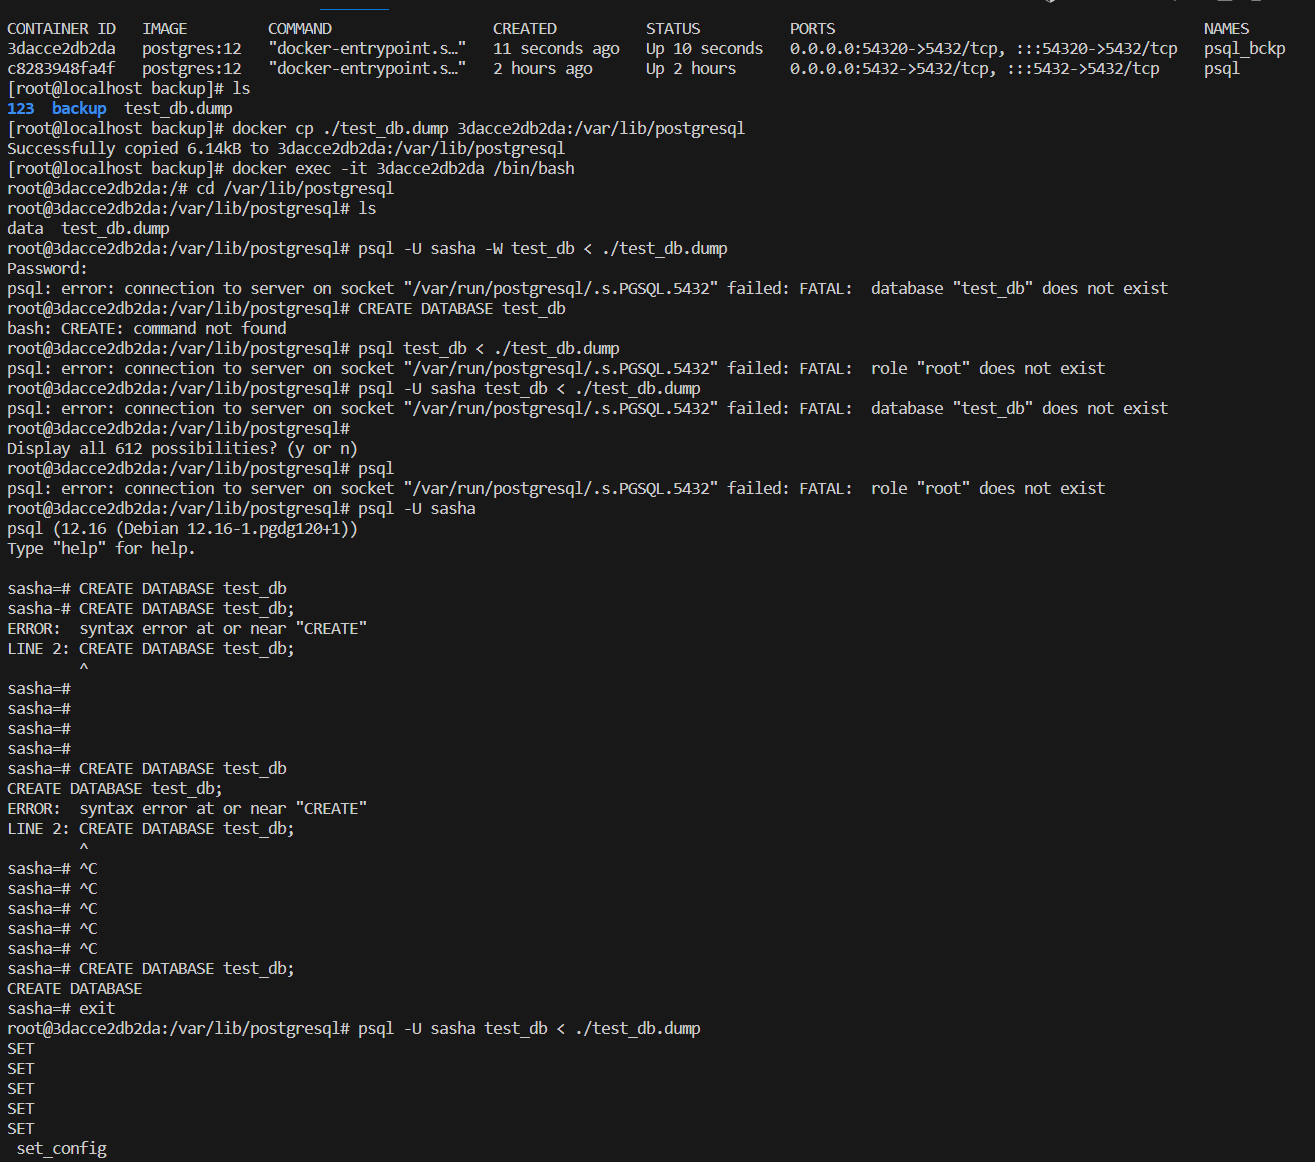 CONTAINER ID   IMAGE         COMMAND                  CREATED          STATUS          PORTS                                         NAMES
3dacce2db2da   postgres:12   "docker-entrypoint.s…"   11 seconds ago   Up 10 seconds   0.0.0.0:54320->5432/tcp, :::54320->5432/tcp   psql_bckp
c8283948fa4f   postgres:12   "docker-entrypoint.s…"   2 hours ago      Up 2 hours      0.0.0.0:5432->5432/tcp, :::5432->5432/tcp     psql
[root@localhost backup]# ls
123  backup  test_db.dump
[root@localhost backup]# docker cp ./test_db.dump 3dacce2db2da:/var/lib/postgresql
Successfully copied 6.14kB to 3dacce2db2da:/var/lib/postgresql
[root@localhost backup]# docker exec -it 3dacce2db2da /bin/bash
root@3dacce2db2da:/# cd /var/lib/postgresql
root@3dacce2db2da:/var/lib/postgresql# ls
data  test_db.dump
root@3dacce2db2da:/var/lib/postgresql# psql -U sasha -W test_db < ./test_db.dump
Password:
psql: error: connection to server on socket "/var/run/postgresql/.s.PGSQL.5432" failed: FATAL:  database "test_db" does not exist
root@3dacce2db2da:/var/lib/postgresql# CREATE DATABASE test_db
bash: CREATE: command not found
root@3dacce2db2da:/var/lib/postgresql# psql test_db < ./test_db.dump
psql: error: connection to server on socket "/var/run/postgresql/.s.PGSQL.5432" failed: FATAL:  role "root" does not exist
root@3dacce2db2da:/var/lib/postgresql# psql -U sasha test_db < ./test_db.dump
psql: error: connection to server on socket "/var/run/postgresql/.s.PGSQL.5432" failed: FATAL:  database "test_db" does not exist
root@3dacce2db2da:/var/lib/postgresql#
Display all 612 possibilities? (y or n)
root@3dacce2db2da:/var/lib/postgresql# psql
psql: error: connection to server on socket "/var/run/postgresql/.s.PGSQL.5432" failed: FATAL:  role "root" does not exist
root@3dacce2db2da:/var/lib/postgresql# psql -U sasha
psql (12.16 (Debian 12.16-1.pgdg120+1))
Type "help" for help.

sasha=# CREATE DATABASE test_db
sasha-# CREATE DATABASE test_db;
ERROR:  syntax error at or near "CREATE"
LINE 2: CREATE DATABASE test_db;
        ^
sasha=#
sasha=#
sasha=#
sasha=#
sasha=# CREATE DATABASE test_db
CREATE DATABASE test_db;
ERROR:  syntax error at or near "CREATE"
LINE 2: CREATE DATABASE test_db;
        ^
sasha=# ^C
sasha=# ^C
sasha=# ^C
sasha=# ^C
sasha=# ^C
sasha=# CREATE DATABASE test_db;
CREATE DATABASE
sasha=# exit
root@3dacce2db2da:/var/lib/postgresql# psql -U sasha test_db < ./test_db.dump
SET
SET
SET
SET
SET
 set_config